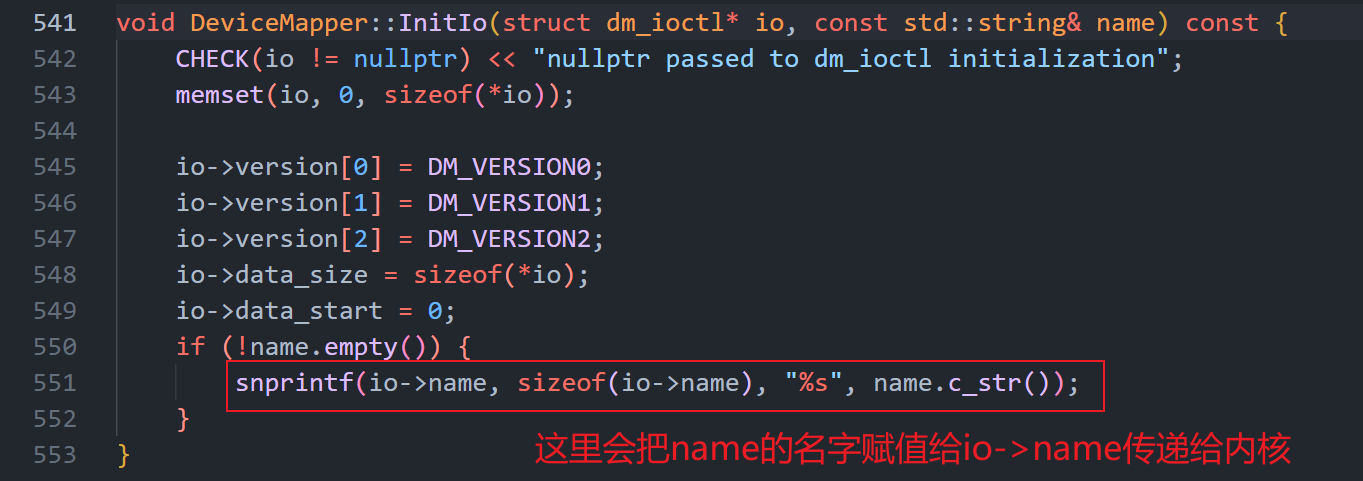 541 void DeviceMapper::InitIo(struct dm_ioctl* io, const std::string& name) const {
542     CHECK(io != nullptr) << "nullptr passed to dm_ioctl initialization";
543     memset(io, 0, sizeof(*io));
544
545     io->version[0] = DM_VERSION0;
546     io->version[1] = DM_VERSION1;
547     io->version[2] = DM_VERSION2;
548     io->data_size = sizeof(*io);
549     io->data_start = 0;
550     if (!name.empty()) {
551         snprintf(io->name, sizeof(io->name), "%s", name.c_str());
552     }
这里会把name的名字赋值给io->name传递给内核
553 }